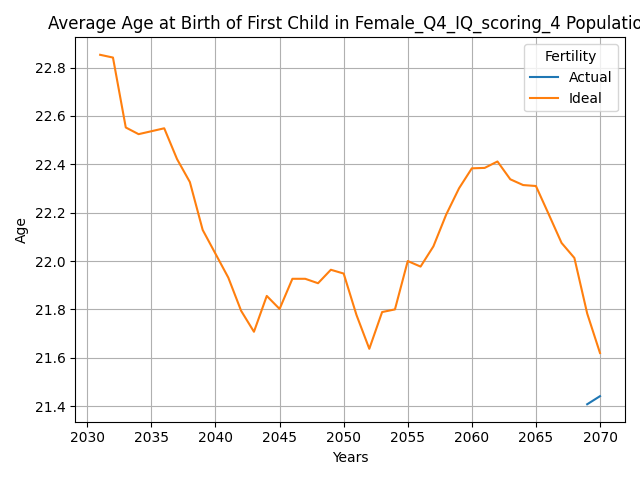 Average Age at Birth of First Child in Female_Q4_IQ_scoring_4 Populatio
Fertility
Actual
Ideal
Age
22.8
22.6
22.4
22.2
22.0
21.8
21.6
21.4
2030 2035 2040 2045 2050 2055 2060 2065 2070
Years